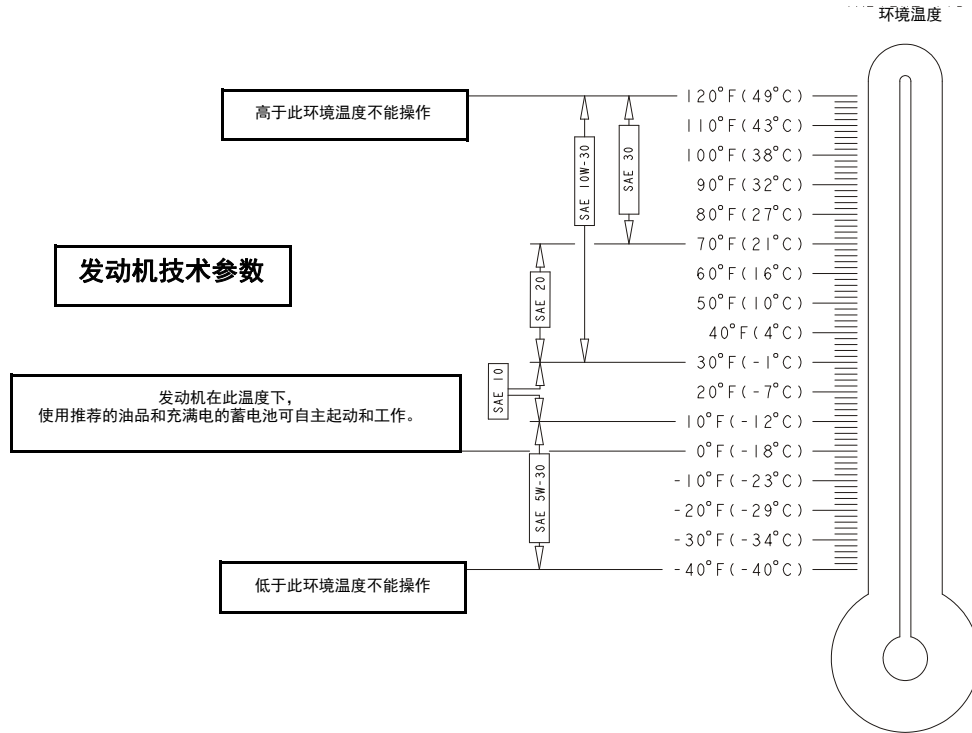 环境温度
高于此环境温度不能操作
120°F(49°C)
110°F(43°C)
100°F(38°C)
90°F(32°C)
80°F(27°C)
70°F(21°C)
60°F(16°C)
50°F(10°C)
40°F(4°C)
30°F(-1°C)
20°F(-7°C)
10°F(-12°C)
0°F(-18°C)
-10°F(-23°C)
-20°F(-29°C)
-30°F(-34°C)
-40°F(-40°C)
SAE 10W-30
SAE 30
发动机技术参数
SAE 20
SAE 10
发动机在此温度下，
使用推荐的油品和充满电的蓄电池可自主起动和工作。
SAE 5W-30
低于此环境温度不能操作